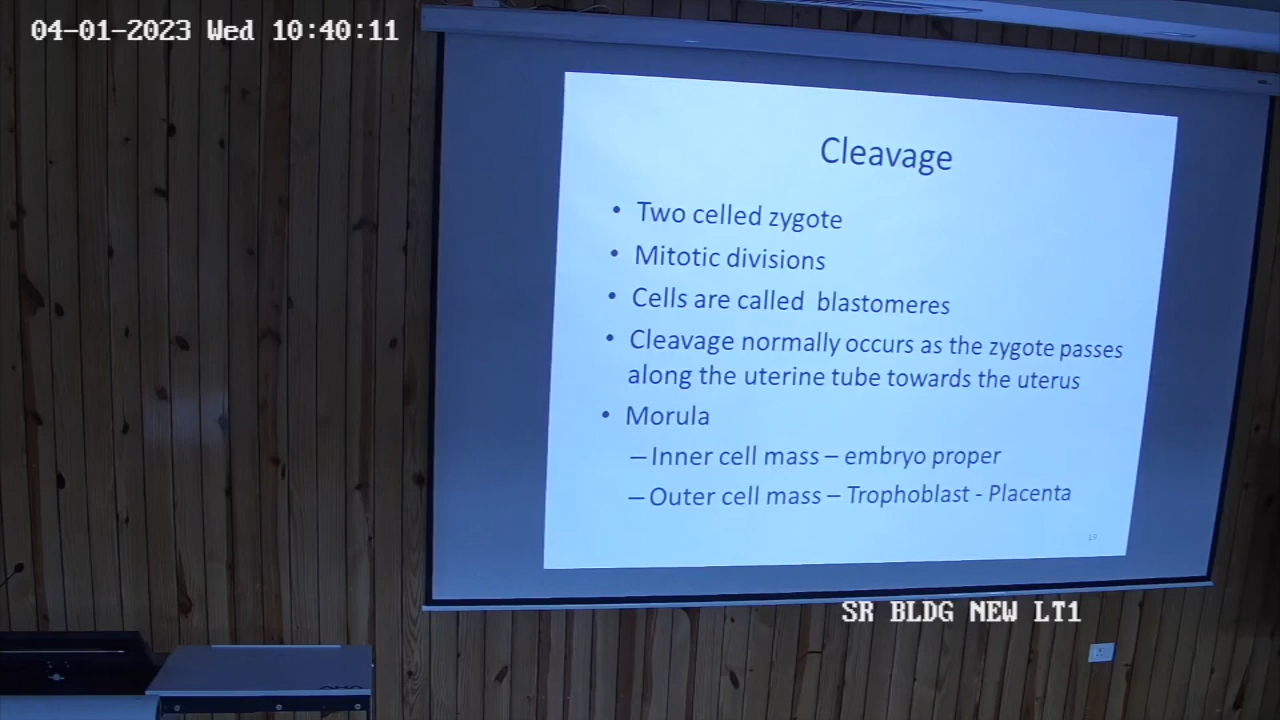 04-01-2023 Wed 10:40:11
Cleavage
• Two celled zygote
• Mitotic divisions
• Cells are called blastomeres
• Cleavage normally occurs as the zygote passes
along the uterine tube towards the uterus
• Morula
– Inner cell mass – embryo proper
– Outer cell mass – Trophoblast - Placenta
19
SR BLDG NEW LT1